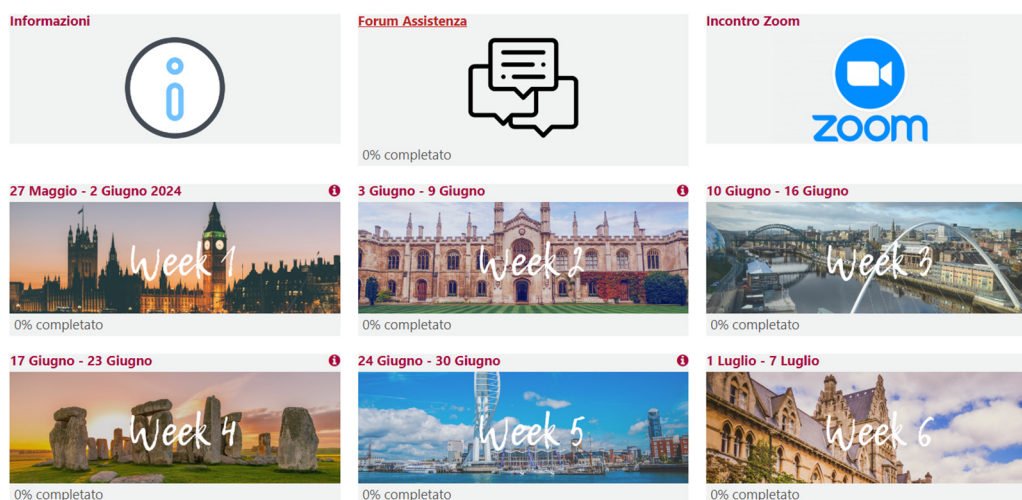 Informazioni
Forum Assistenza
Incontro Zoom
zoom
0% completato
27 Maggio - 2 Giugno 2024
3 Giugno - 9 Giugno
10 Giugno - 16 Giugno
Week 1
Week 2
Week 3
0% completato
0% completato
0% completato
17 Giugno - 23 Giugno
24 Giugno - 30 Giugno
1 Luglio - 7 Luglio
Week 4
Week 5
Week 6
0% completato
0% completato
0% completato